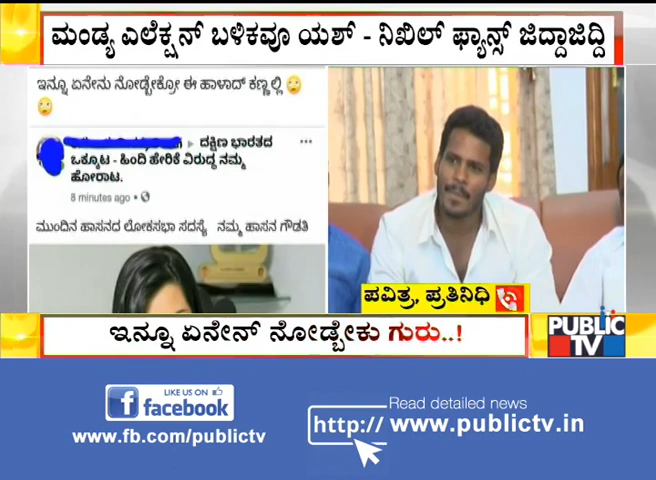 ಮಂಡ್ಯ ಎಲೆಕ್ಷನ್ ಬಳಿಕವೂ ಯಶ್ - ನಿಖಿಲ್ ಫ್ಯಾನ್ಸ್ ಜಿದ್ದಾಜಿದ್ದಿ
ಇನ್ನೂ ಏನೇನು ನೋಡ್ಬೇಕ್ರೋ ಈ ಹಾಳಾದ್ ಕಣ್ಣಲ್ಲಿ 🙄
🙄
▸ ದಕ್ಷಿಣ ಭಾರತದ
ಒಕ್ಕೂಟ - ಹಿಂದಿ ಹೇರಿಕೆ ವಿರುದ್ಧ ನಮ್ಮ
ಹೋರಾಟ.
8 minutes ago •
ಮುಂದಿನ ಹಾಸನದ ಲೋಕಸಭಾ ಸದಸ್ಯೆ ನಮ್ಮ ಹಾಸನ ಗೌಡತಿ
ಪವಿತ್ರ, ಪ್ರತಿನಿಧಿ
ಇನ್ನೂ ಏನೇನ್ ನೋಡ್ಬೇಕು ಗುರು..!
PUBLIC
TV
LIKE US ON
facebook
www.fb.com/publictv
Read detailed news
http:// www.publictv.in